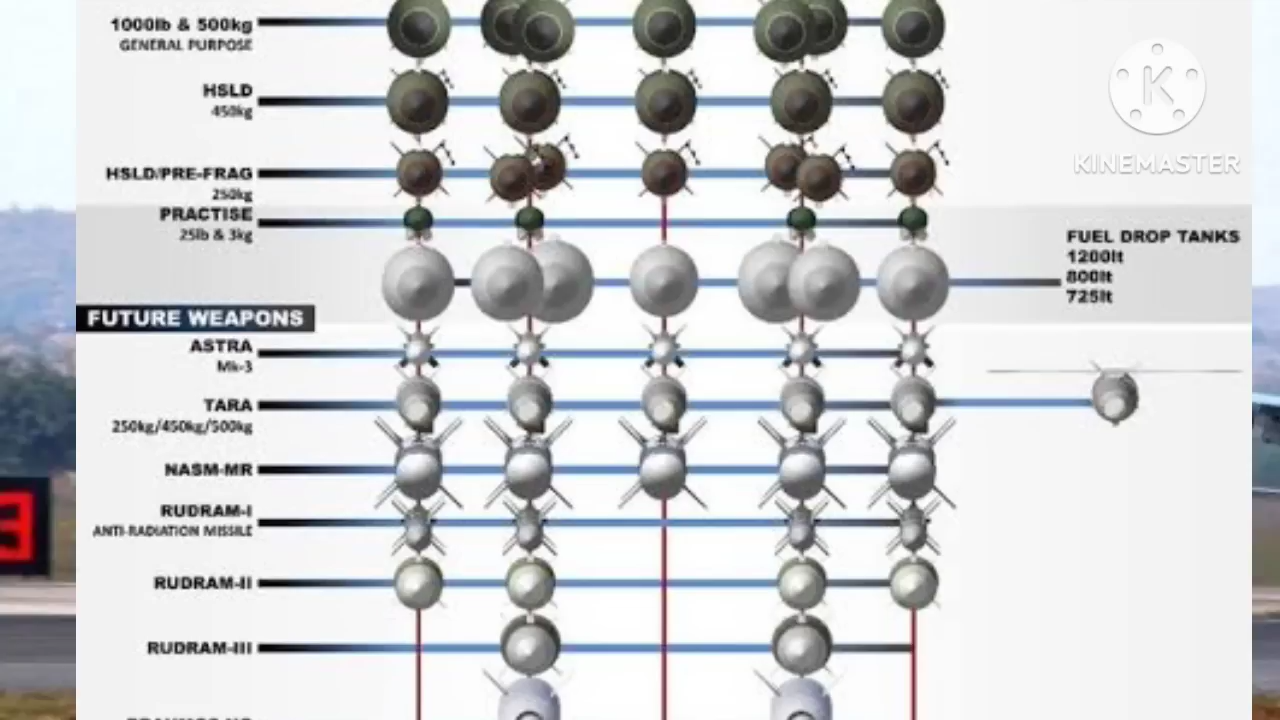 1000lb & 500kg
GENERAL PURPOSE
HSLD
450kg
HSLD/PRE-FRAG
250kg
PRACTISE
25lb & 3kg
FUEL DROP TANKS
1200lt
800lt
725lt
FUTURE WEAPONS
ASTRA
Mk-3
TARA
250kg/450kg/500kg
NASM-MR
RUDRAM-I
ANTI-RADIATION MISSILE
RUDRAM-II
RUDRAM-III
K
KINEMASTER